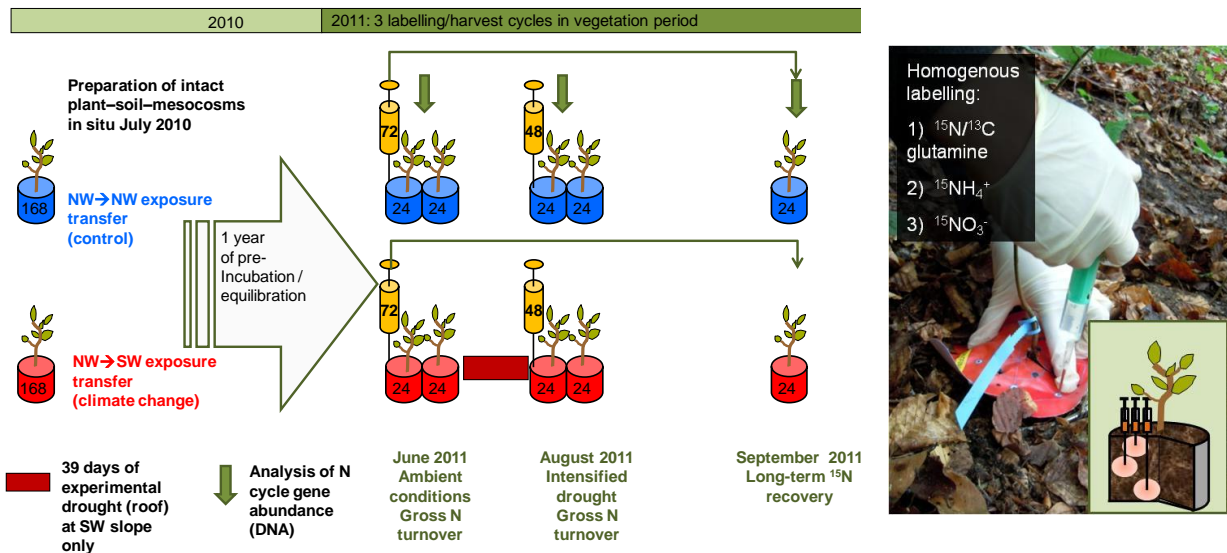 2010
2011: 3 labelling/harvest cycles in vegetation period
Preparation of intact
plant–soil–mesocosms
in situ July 2010
168
NW→NW exposure
transfer
(control)
1 year
of pre-
Incubation /
equilibration
168
NW→SW exposure
transfer
(climate change)
72
48
24
24
24
24
24
72
48
24
24
24
24
24
39 days of
experimental
drought (roof)
at SW slope
only
Analysis of N
cycle gene
abundance
(DNA)
June 2011
Ambient
conditions
Gross N
turnover
August 2011
Intensified
drought
Gross N
turnover
September 2011
Long-term ¹⁵N
recovery
Homogenous
labelling:
1) ¹⁵N/¹³C
glutamine
2) ¹⁵NH₄⁺
3) ¹⁵NO₃⁻